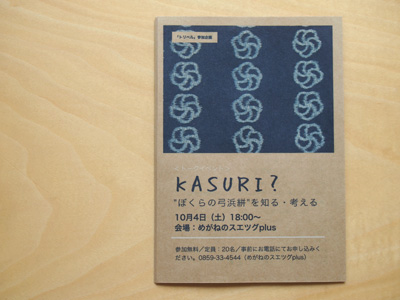 『トリベル』参加企画
KASURI?
"ぼくらの弓浜絣"を知る・考える
10月4日（土）18:00〜
会場：めがねのスエツグplus
参加無料／定員：20名／事前にお電話にてお申し込みく
ださい。0859-33-4544（めがねのスエツグplus）